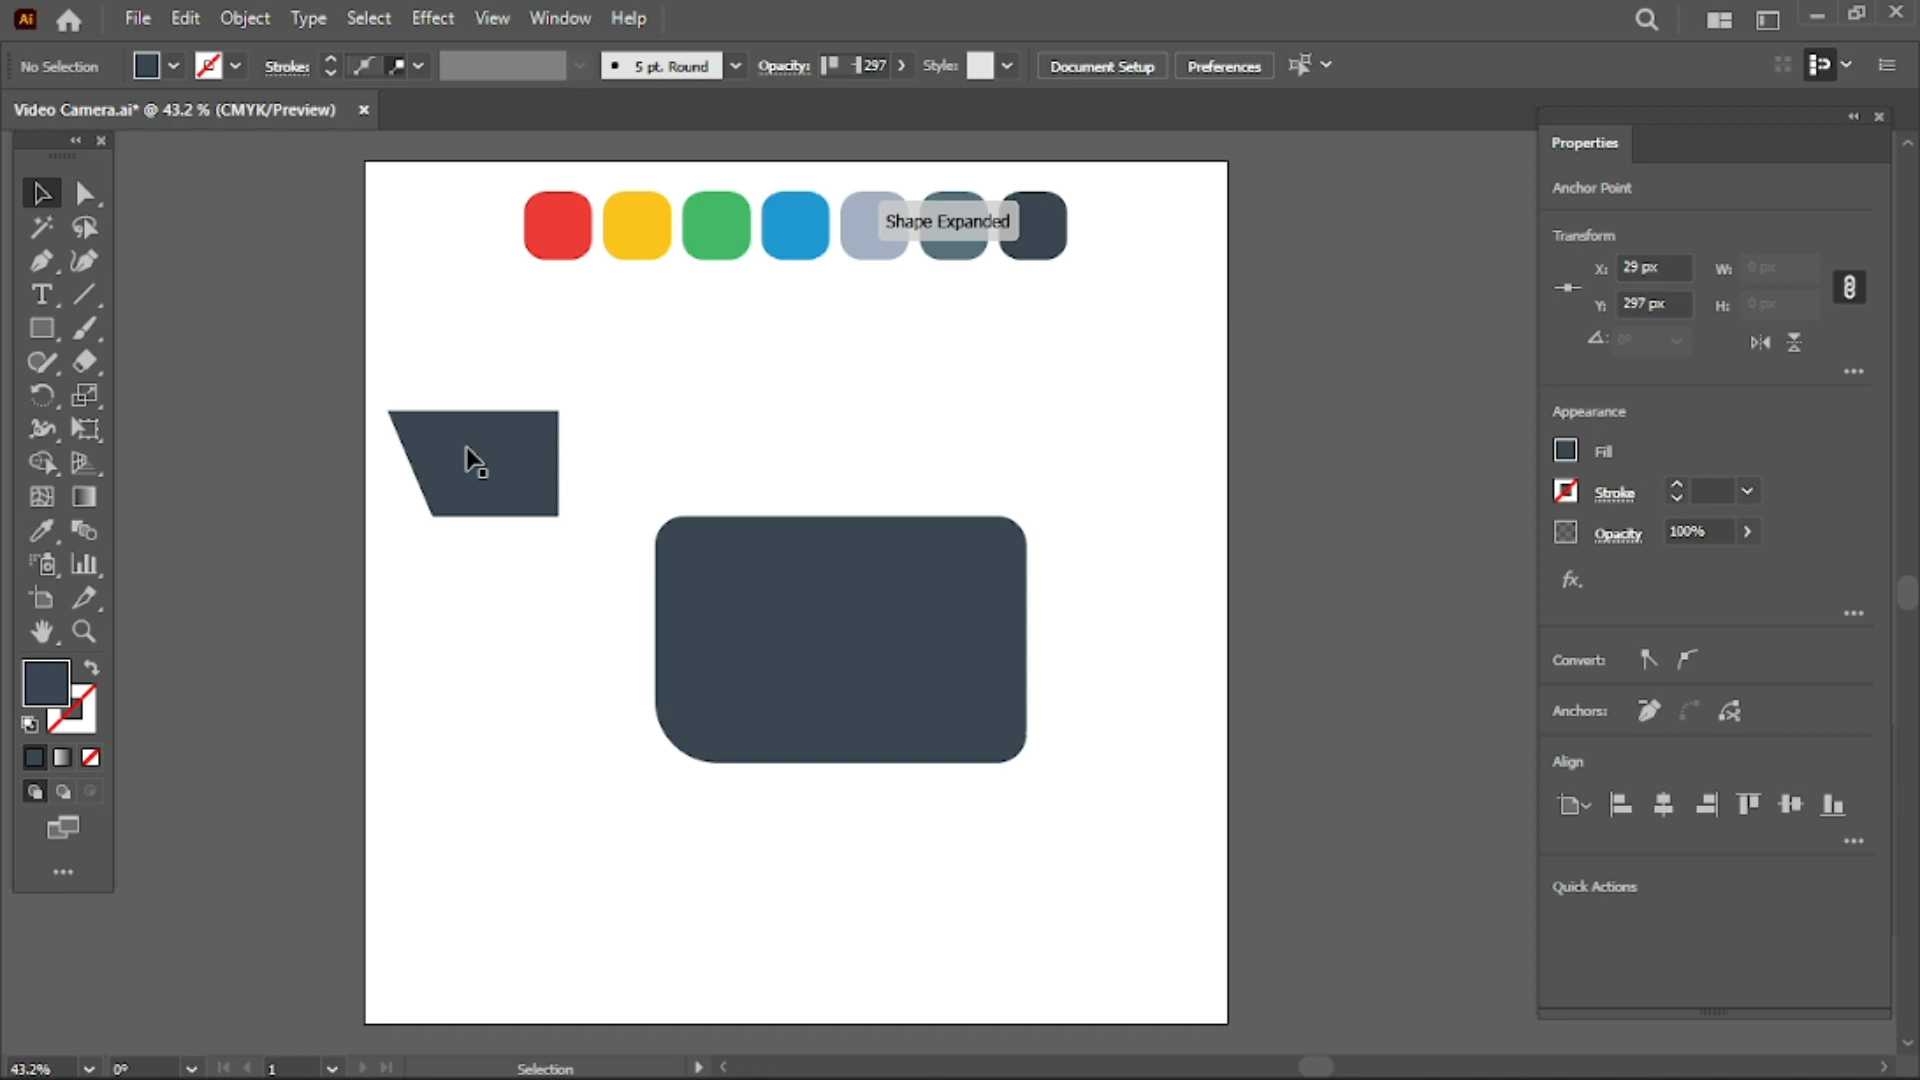 Ai File Edit Object Type Select Effect View Window Help
No Selection Stroke: 5 pt. Round Opacity: 297 Style: Document Setup Preferences
Video Camera.ai* @ 43.2 % (CMYK/Preview)
Properties
Anchor Point
Shape Expanded
Transform
X: 29 px W: 0 px
Y: 297 px H: 0 px
0°
Appearance
Fill
Stroke
Opacity 100%
fx.
Convert:
Anchors:
Align
Quick Actions
43.2% 0° 1 Selection